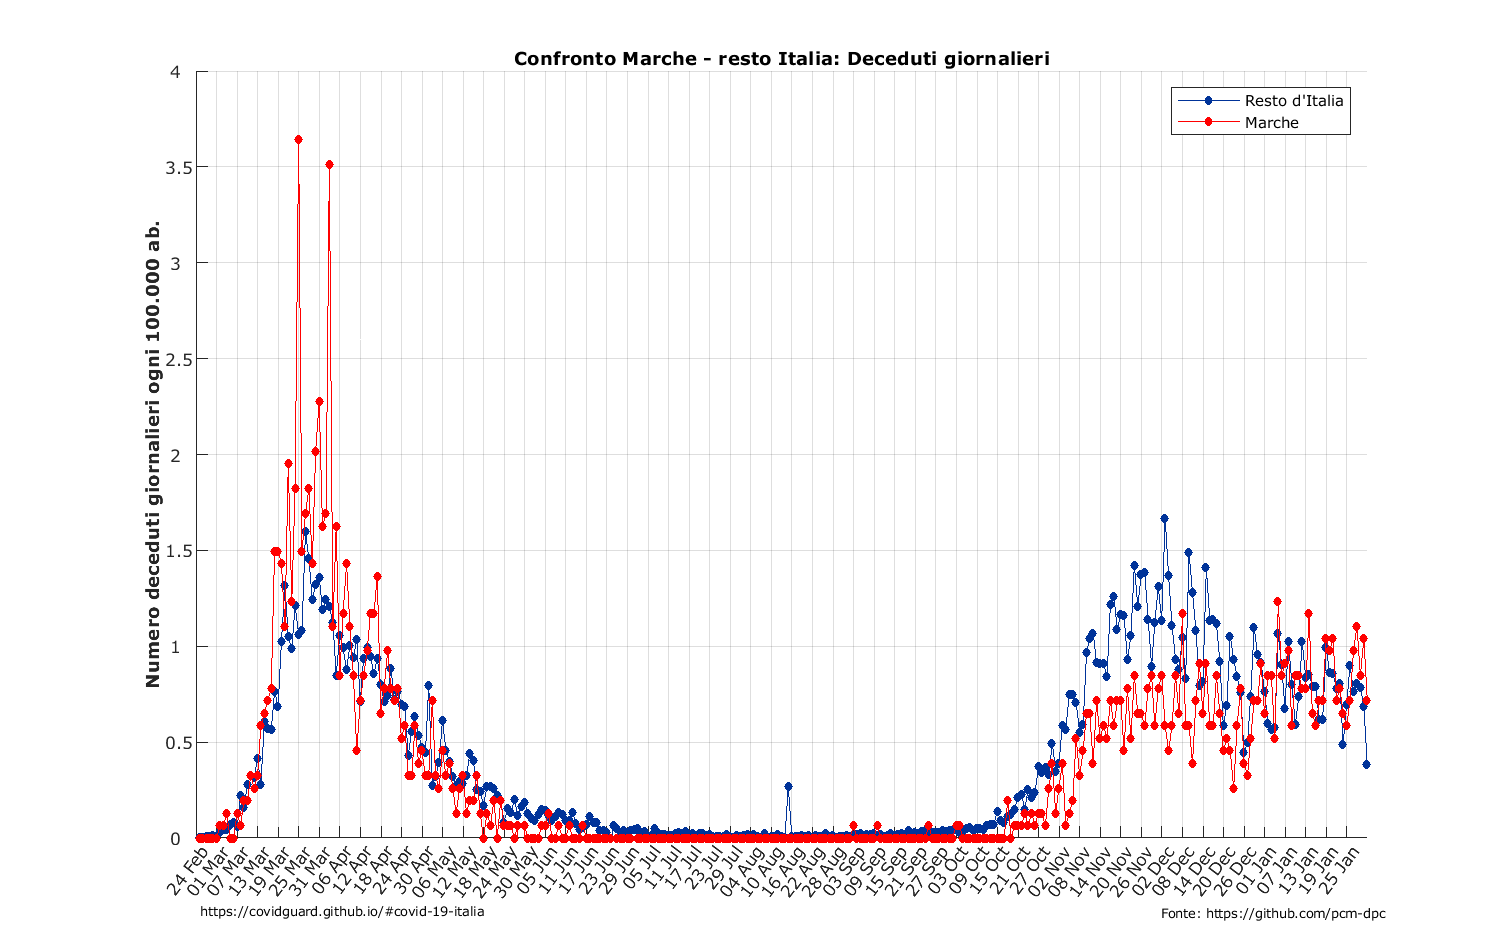 Confronto Marche - resto Italia: Deceduti giornalieri
Numero deceduti giornalieri ogni 100.000 ab.
4
3.5
3
2.5
2
1.5
1
0.5
0
Resto d'Italia
Marche
24 Feb
01 Mar
07 Mar
13 Mar
19 Mar
25 Mar
31 Mar
06 Apr
12 Apr
18 Apr
24 Apr
30 Apr
06 May
12 May
18 May
24 May
30 May
05 Jun
11 Jun
17 Jun
23 Jun
29 Jun
05 Jul
11 Jul
17 Jul
23 Jul
29 Jul
04 Aug
10 Aug
16 Aug
22 Aug
28 Aug
03 Sep
09 Sep
15 Sep
21 Sep
27 Sep
03 Oct
09 Oct
15 Oct
21 Oct
27 Oct
02 Nov
08 Nov
14 Nov
20 Nov
26 Nov
02 Dec
08 Dec
14 Dec
20 Dec
26 Dec
01 Jan
07 Jan
13 Jan
19 Jan
25 Jan
https://covidguard.github.io/#covid-19-italia
Fonte: https://github.com/pcm-dpc